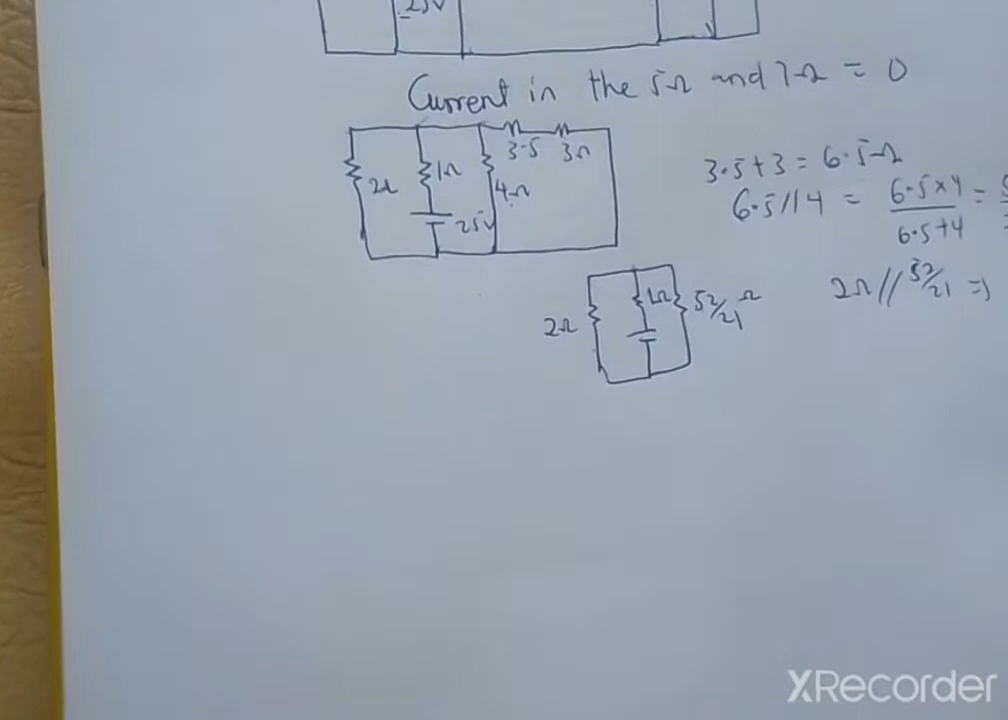 25V
Current in the 5Ω and 7Ω = 0
3.5 3Ω
2Ω 1Ω 4Ω
25V
3.5+3 = 6.5Ω
6.5//4 = 6.5×4/6.5+4 =
2Ω 1Ω 52/21 Ω
2Ω // 52/21 ⇒
XRecorder